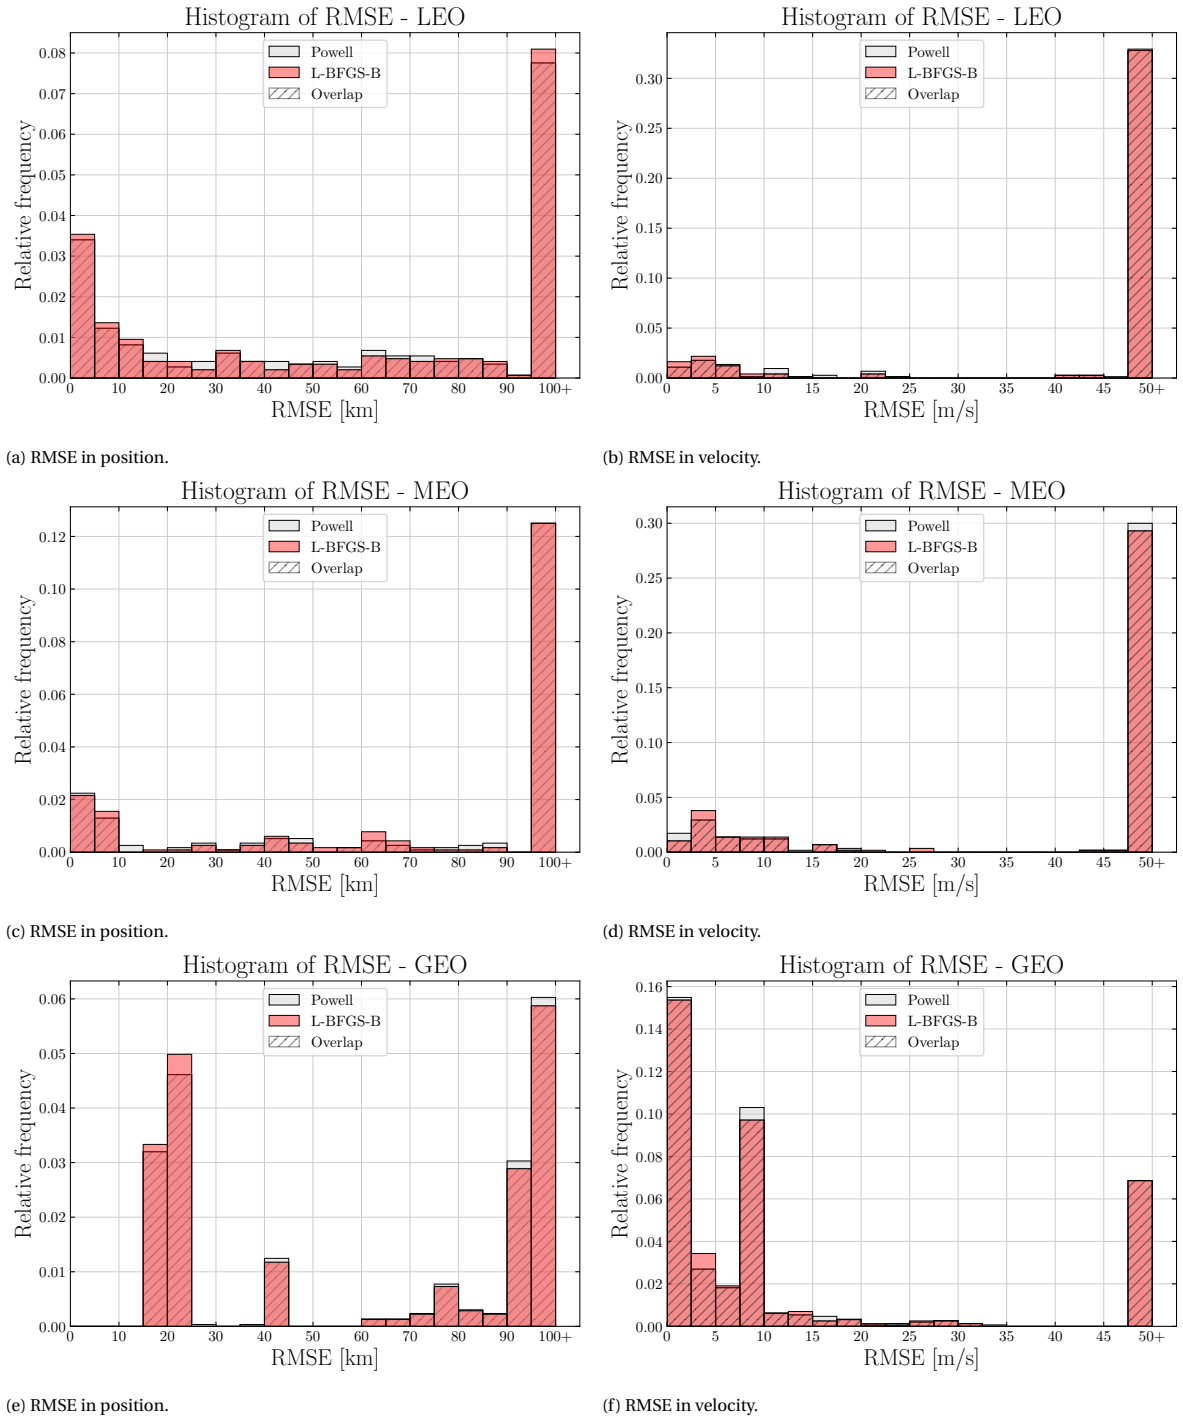 Histogram of RMSE - LEO
Powell
L-BFGS-B
Overlap
Relative frequency
0.08
0.07
0.06
0.05
0.04
0.03
0.02
0.01
0.00
0 10 20 30 40 50 60 70 80 90 100+
RMSE [km]
(a) RMSE in position.
Histogram of RMSE - LEO
Powell
L-BFGS-B
Overlap
Relative frequency
0.30
0.25
0.20
0.15
0.10
0.05
0.00
0 5 10 15 20 25 30 35 40 45 50+
RMSE [m/s]
(b) RMSE in velocity.
Histogram of RMSE - MEO
Powell
L-BFGS-B
Overlap
Relative frequency
0.12
0.10
0.08
0.06
0.04
0.02
0.00
0 10 20 30 40 50 60 70 80 90 100+
RMSE [km]
(c) RMSE in position.
Histogram of RMSE - MEO
Powell
L-BFGS-B
Overlap
Relative frequency
0.30
0.25
0.20
0.15
0.10
0.05
0.00
0 5 10 15 20 25 30 35 40 45 50+
RMSE [m/s]
(d) RMSE in velocity.
Histogram of RMSE - GEO
Powell
L-BFGS-B
Overlap
Relative frequency
0.06
0.05
0.04
0.03
0.02
0.01
0.00
0 10 20 30 40 50 60 70 80 90 100+
RMSE [km]
(e) RMSE in position.
Histogram of RMSE - GEO
Powell
L-BFGS-B
Overlap
Relative frequency
0.16
0.14
0.12
0.10
0.08
0.06
0.04
0.02
0.00
0 5 10 15 20 25 30 35 40 45 50+
RMSE [m/s]
(f) RMSE in velocity.